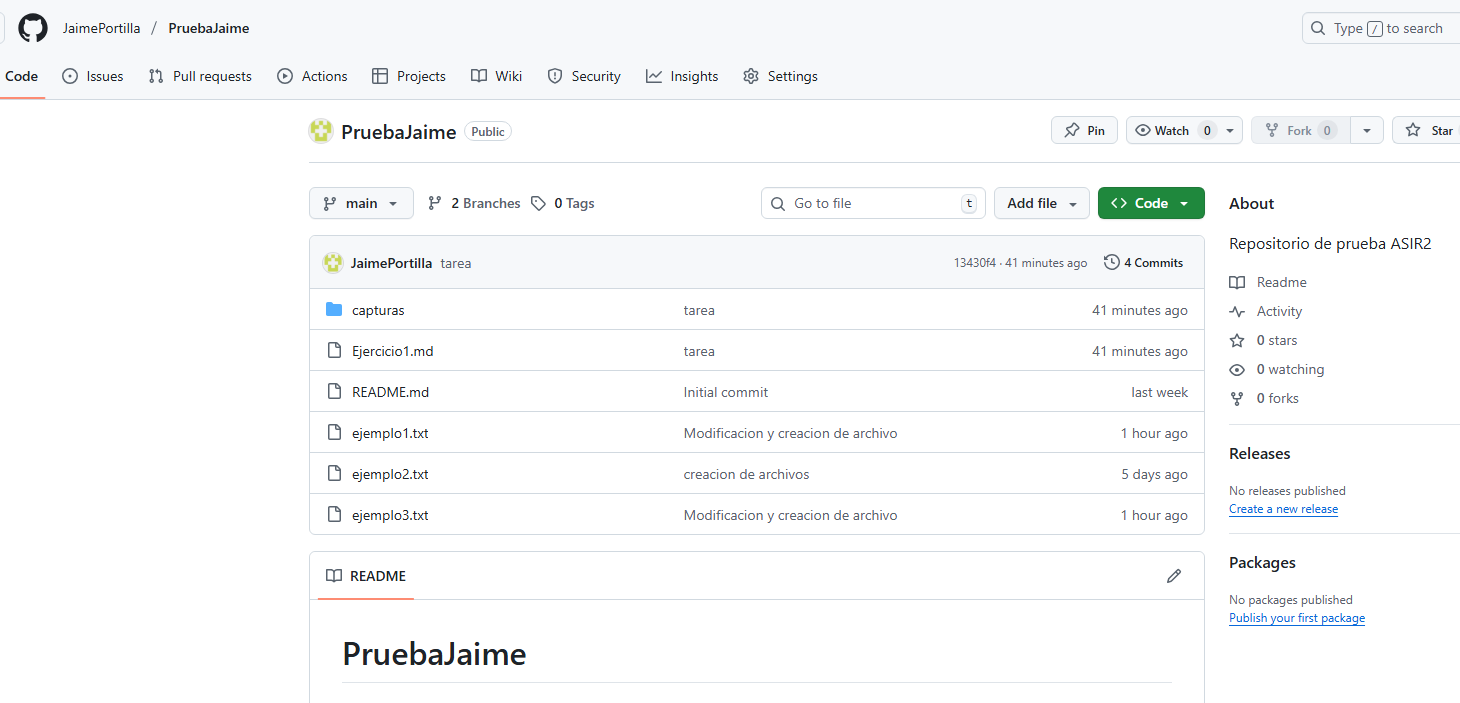 JaimePortilla / PruebaJaime
Type / to search
Code Issues Pull requests Actions Projects Wiki Security Insights Settings
PruebaJaime Public
Pin Watch 0 Fork 0 Star
main 2 Branches 0 Tags
Go to file t Add file <> Code
JaimePortilla tarea 13430f4 · 41 minutes ago 4 Commits
capturas tarea 41 minutes ago
Ejercicio1.md tarea 41 minutes ago
README.md Initial commit last week
ejemplo1.txt Modificacion y creacion de archivo 1 hour ago
ejemplo2.txt creacion de archivos 5 days ago
ejemplo3.txt Modificacion y creacion de archivo 1 hour ago
README
PruebaJaime
About
Repositorio de prueba ASIR2
Readme
Activity
0 stars
0 watching
0 forks
Releases
No releases published
Create a new release
Packages
No packages published
Publish your first package